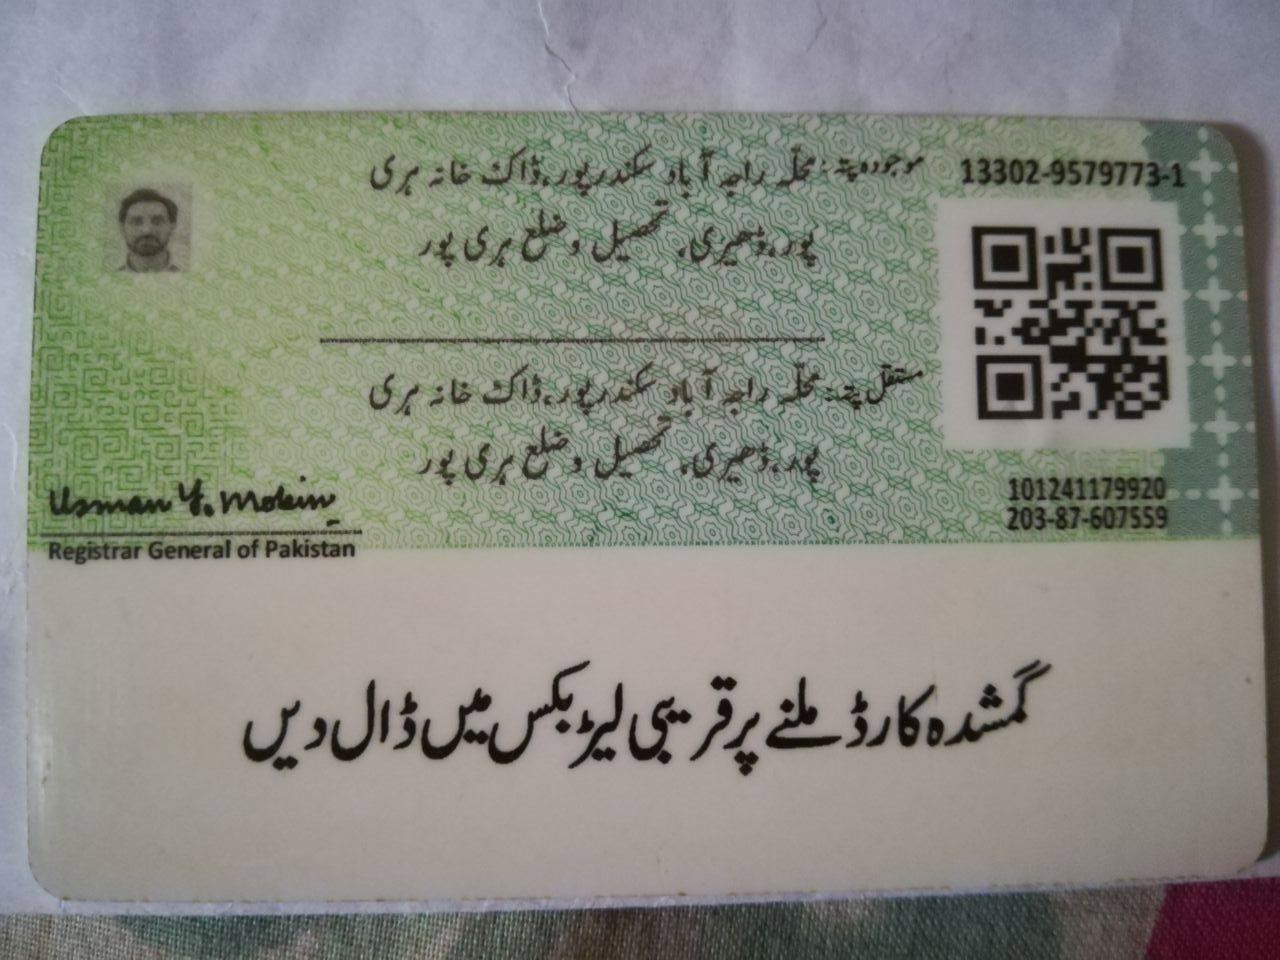 13302-9579773-1
موجودہ پتہ: محلہ راجہ آباد سکندرپور، ڈاک خانہ ہری
پور، ڈھیری، تحصیل و ضلع ہری پور
مستقل پتہ: محلہ راجہ آباد سکندرپور، ڈاک خانہ ہری
پور، ڈھیری، تحصیل و ضلع ہری پور
101241179920
203-87-607559
Usman Y. Mobin
Registrar General of Pakistan
گمشدہ کارڈ ملنے پر قریبی لیٹر بکس میں ڈال دیں